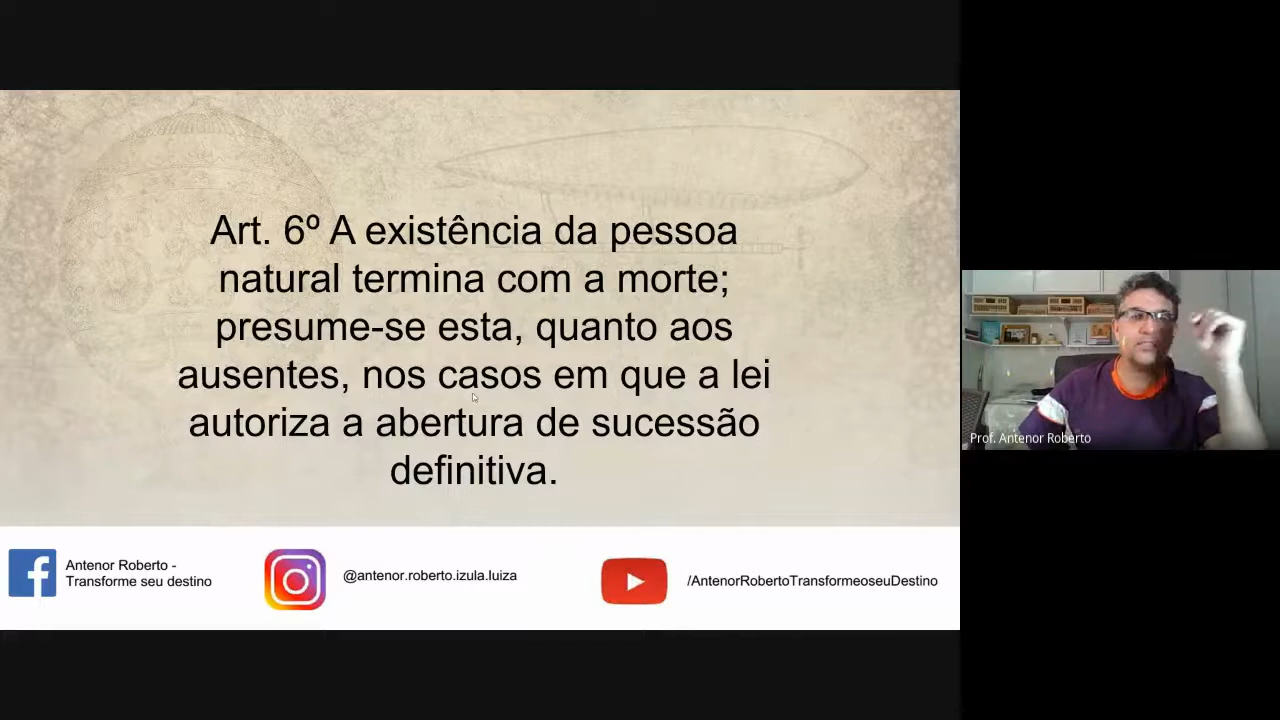 Art. 6º A existência da pessoa
natural termina com a morte;
presume-se esta, quanto aos
ausentes, nos casos em que a lei
autoriza a abertura de sucessão
definitiva.
Antenor Roberto -
Transforme seu destino
@antenor.roberto.izula.luiza
/AntenorRobertoTransformeoseuDestino
Prof. Antenor Roberto